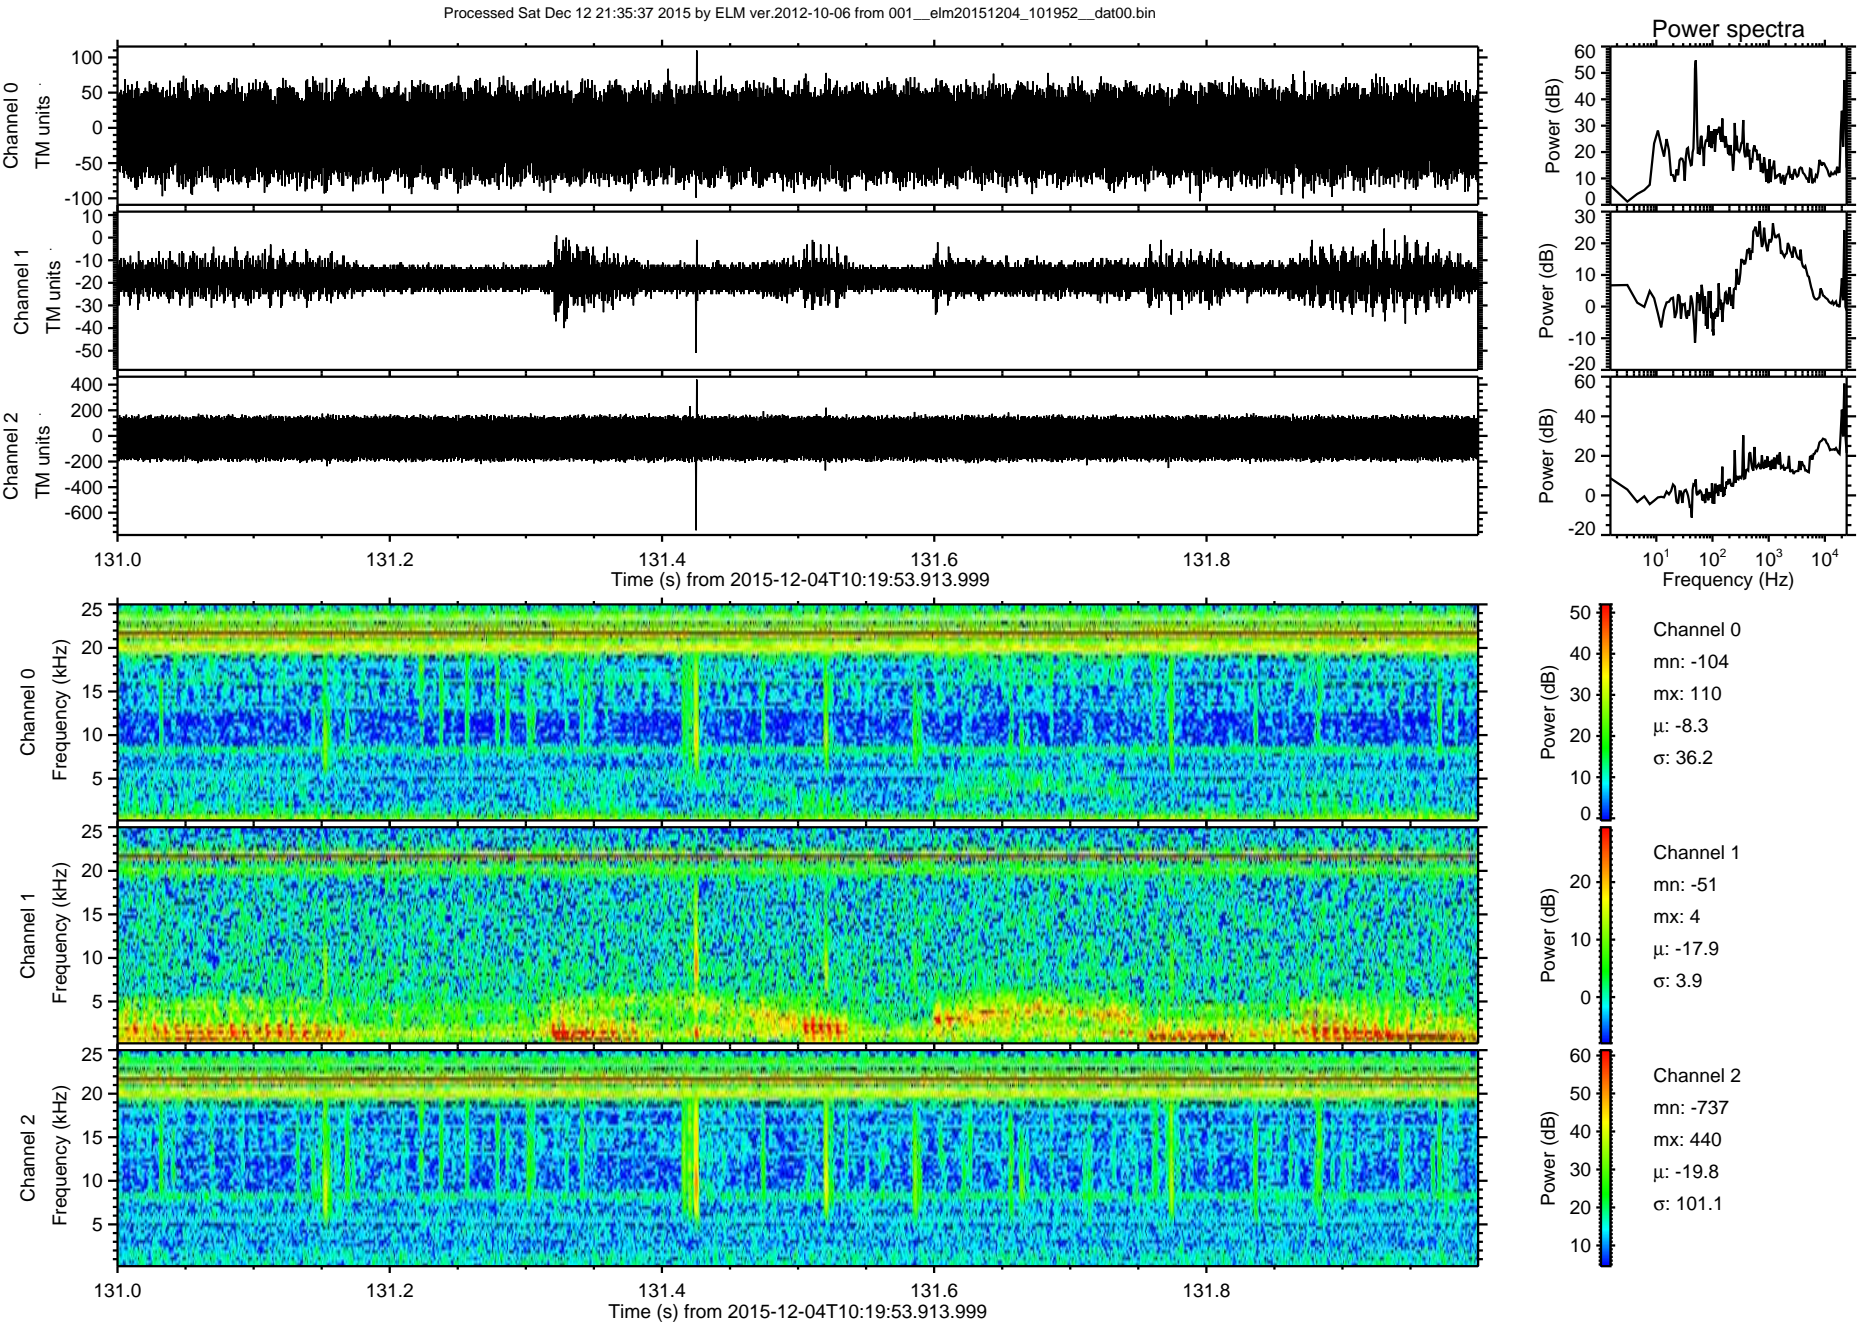 Processed Sat Dec 12 21:35:37 2015 by ELM ver.2012-10-06 from 001__elm20151204_101952__dat00.bin
Power spectra
Channel 0
TM units
100
50
0
-50
-100
Power (dB)
60
50
40
30
20
10
0
Channel 1
TM units
10
0
-10
-20
-30
-40
-50
Power (dB)
30
20
10
0
-10
-20
Channel 2
TM units
400
200
0
-200
-400
-600
Power (dB)
60
40
20
0
-20
131.0 131.2 131.4 131.6 131.8
Time (s) from 2015-12-04T10:19:53.913.999
10^1 10^2 10^3 10^4
Frequency (Hz)
Channel 0
Frequency (kHz)
25
20
15
10
5
Power (dB)
50
40
30
20
10
0
Channel 0
mn: -104
mx: 110
μ: -8.3
σ: 36.2
Channel 1
Frequency (kHz)
25
20
15
10
5
Power (dB)
20
10
0
Channel 1
mn: -51
mx: 4
μ: -17.9
σ: 3.9
Channel 2
Frequency (kHz)
25
20
15
10
5
Power (dB)
60
50
40
30
20
10
Channel 2
mn: -737
mx: 440
μ: -19.8
σ: 101.1
131.0 131.2 131.4 131.6 131.8
Time (s) from 2015-12-04T10:19:53.913.999